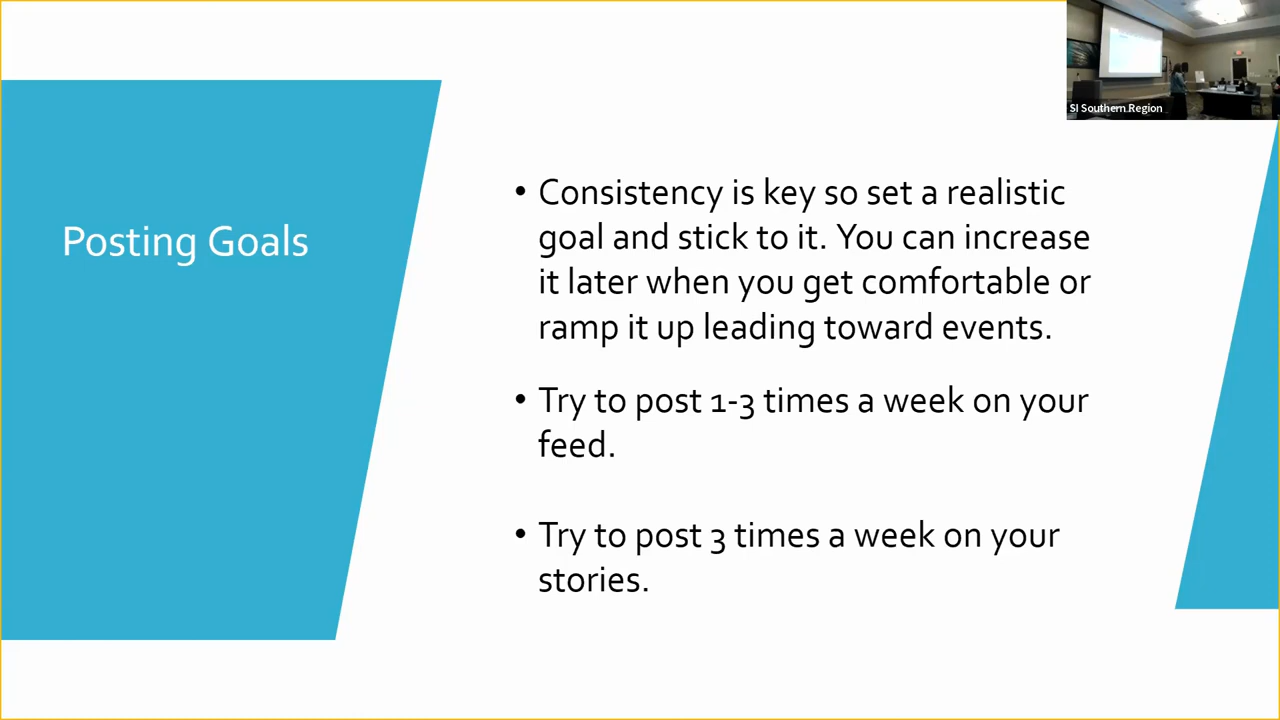 SI Southern Region
Posting Goals
• Consistency is key so set a realistic
goal and stick to it. You can increase
it later when you get comfortable or
ramp it up leading toward events.
• Try to post 1-3 times a week on your
feed.
• Try to post 3 times a week on your
stories.